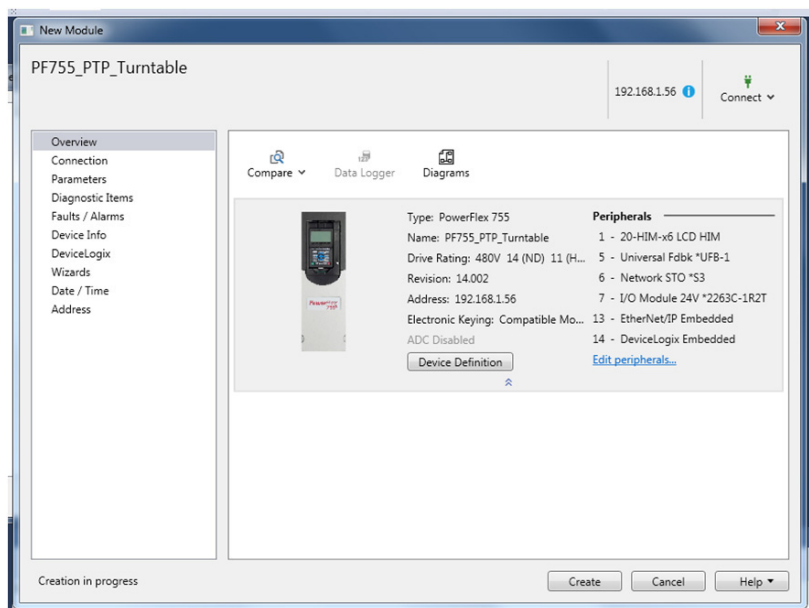 New Module
PF755_PTP_Turntable
192.168.1.56
Connect
Overview
Connection
Parameters
Diagnostic Items
Faults / Alarms
Device Info
DeviceLogix
Wizards
Date / Time
Address
Compare
Data Logger
Diagrams
Type: PowerFlex 755
Name: PF755_PTP_Turntable
Drive Rating: 480V 14 (ND) 11 (H...
Revision: 14.002
Address: 192.168.1.56
Electronic Keying: Compatible Mo...
ADC Disabled
Device Definition
Peripherals
1 - 20-HIM-x6 LCD HIM
5 - Universal Fdbk *UFB-1
6 - Network STO *S3
7 - I/O Module 24V *2263C-1R2T
13 - EtherNet/IP Embedded
14 - DeviceLogix Embedded
Edit peripherals...
Creation in progress
Create
Cancel
Help